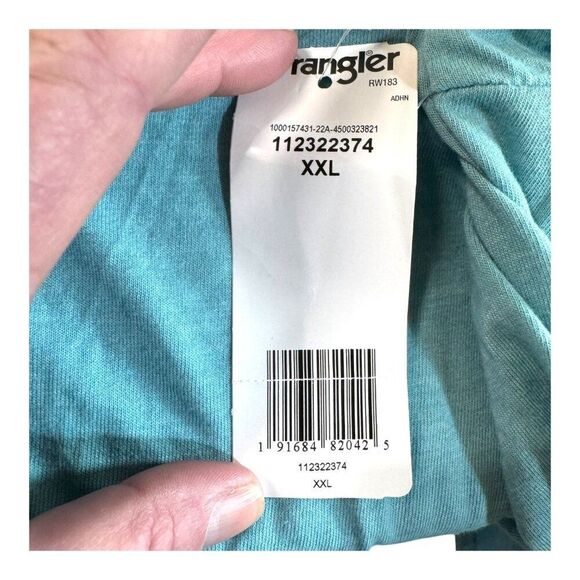 rangler
RW183
ADHN
1000157431-22A-4500323821
112322374
XXL
1 91684 82042 5
112322374
XXL